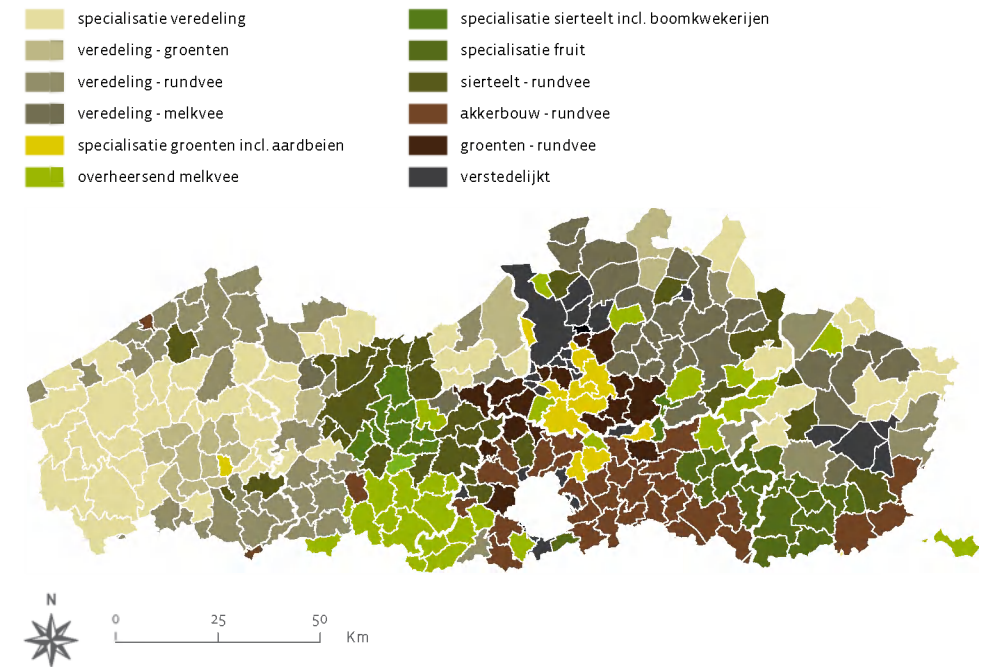 specialisatie veredeling
veredeling - groenten
veredeling - rundvee
veredeling - melkvee
specialisatie groenten incl. aardbeien
overheersend melkvee
specialisatie sierteelt incl. boomkwekerijen
specialisatie fruit
sierteelt - rundvee
akkerbouw - rundvee
groenten - rundvee
verstedelijkt
N
0 25 50
Km